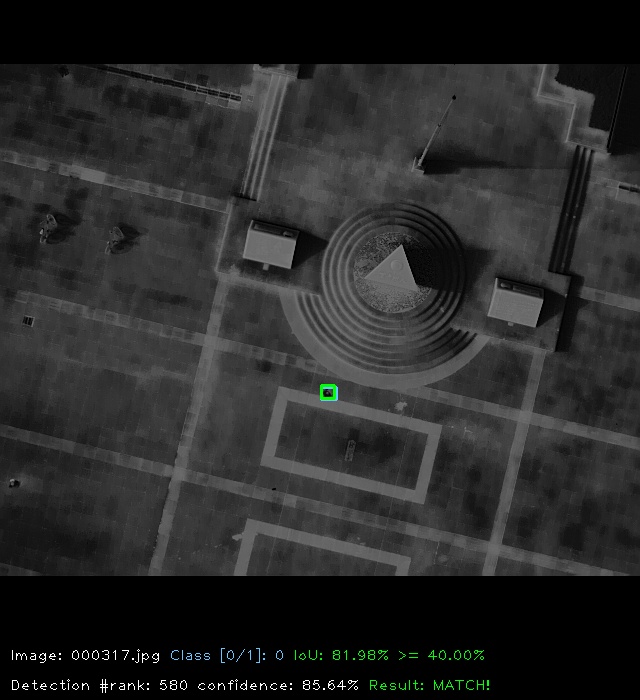 Image: 000317.jpg Class [0/1]: 0 IoU: 81.98% >= 40.00%
Detection #rank: 580 confidence: 85.64% Result: MATCH!